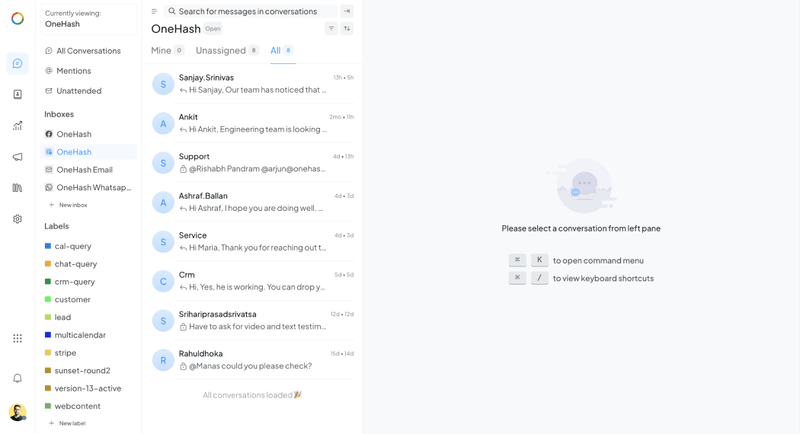 Currently viewing:
OneHash
All Conversations
Mentions
Unattended
Inboxes
OneHash
OneHash
OneHash Email
OneHash Whatsap...
New inbox
Labels
cal-query
chat-query
crm-query
customer
lead
multicalendar
stripe
sunset-round2
version-13-active
webcontent
New label
Search for messages in conversations
OneHash Open
Mine 0 Unassigned 8 All 8
S Sanjay.Srinivas 13h • 5h
Hi Sanjay, Our team has noticed that ...
A Ankit 2mo • 11h
Hi Ankit, Engineering team is looking ...
S Support 4d • 13h
@Rishabh Pandram @arjun@onehas...
A Ashraf.Ballan 4d • 3d
Hi Ashraf, I hope you are doing well. ...
S Service 4d • 3d
Hi Maria, Thank you for reaching out t...
C Crm 5d • 5d
Hi, Yes, he is working. You can drop y...
S Srihariprasadsrivatsa 12d • 12d
Have to ask for video and text testim...
R Rahuldhoka 15d • 14d
@Manas could you please check?
All conversations loaded 🎉
Please select a conversation from left pane
⌘ K to open command menu
⌘ / to view keyboard shortcuts